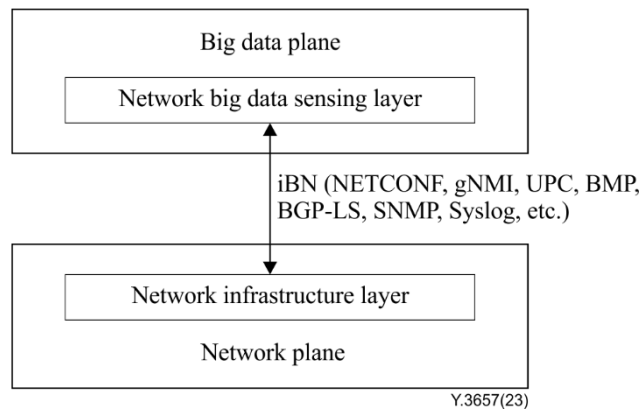 Big data plane
Network big data sensing layer
iBN (NETCONF, gNMI, UPC, BMP,
BGP-LS, SNMP, Syslog, etc.)
Network infrastructure layer
Network plane
Y.3657(23)